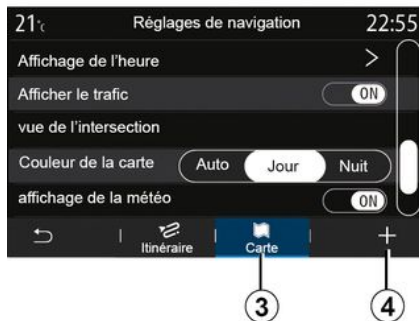 21°c Réglages de navigation 22:55
Affichage de l'heure >
Afficher le trafic ON
vue de l'intersection
Couleur de la carte Auto Jour Nuit
affichage de la météo ON
Itinéraire Carte +
3 4